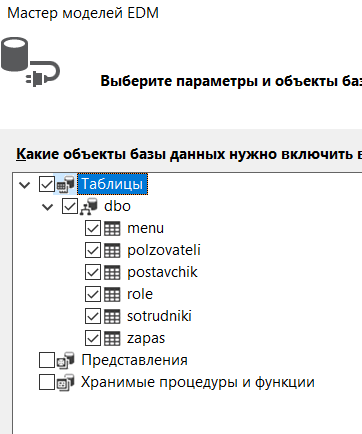 Мастер моделей EDM
Выберите параметры и объекты баз
Какие объекты базы данных нужно включить в
Таблицы
dbo
menu
polzovateli
postavchik
role
sotrudniki
zapas
Представления
Хранимые процедуры и функции